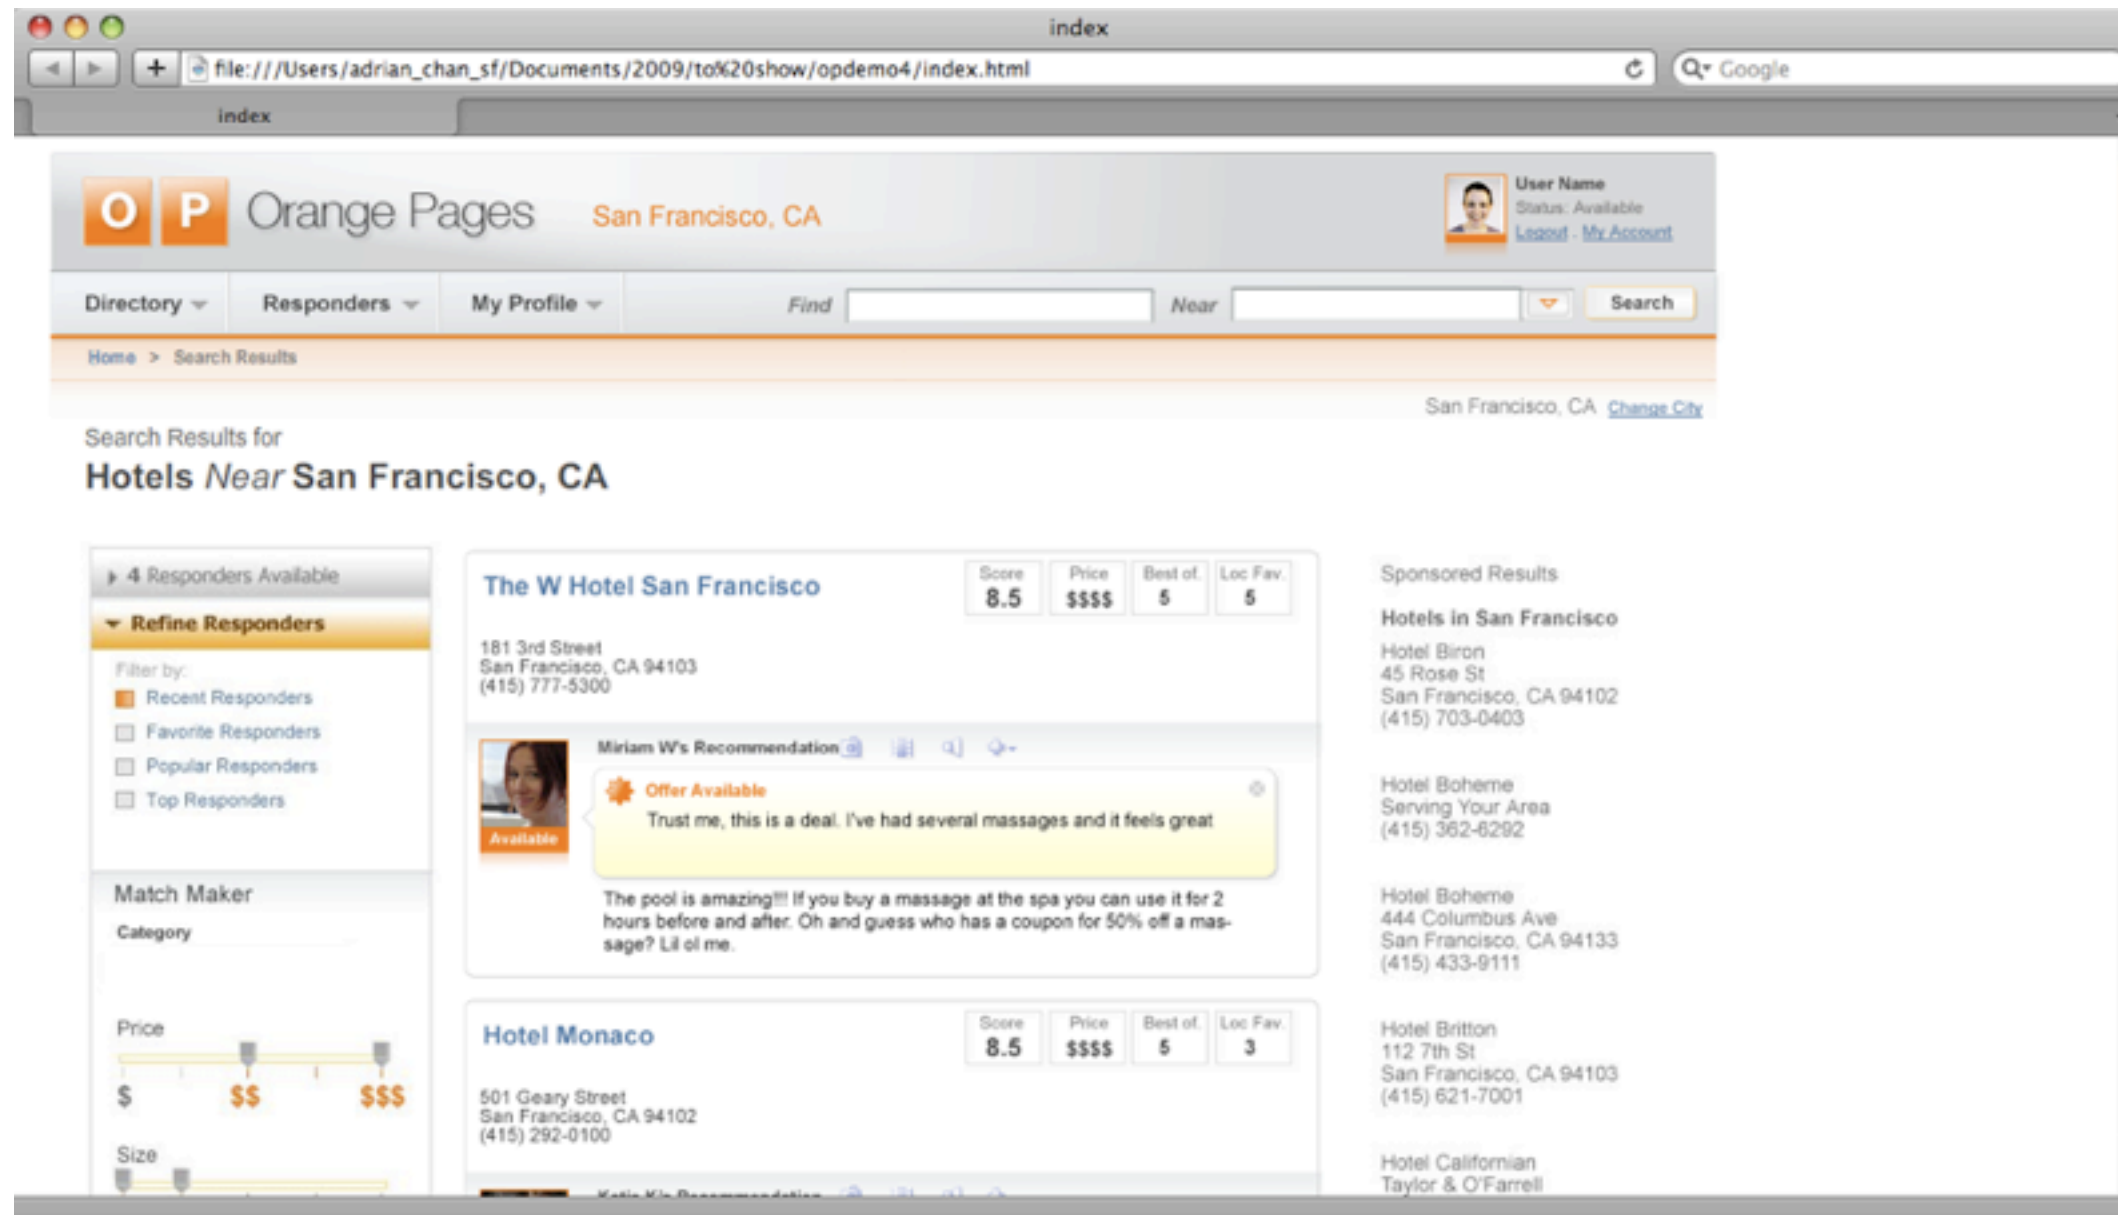 index
file:///Users/adrian_chan_sf/Documents/2009/to%20show/opdemo4/index.html
Google
index
O P Orange Pages San Francisco, CA
User Name
Status: Available
Logout . My Account
Directory Responders My Profile Find Near Search
Home > Search Results
San Francisco, CA Change City
Search Results for
Hotels Near San Francisco, CA
4 Responders Available
Refine Responders
Filter by:
Recent Responders
Favorite Responders
Popular Responders
Top Responders
Match Maker
Category
Price
$ $$ $$$
Size
The W Hotel San Francisco
Score Price Best of. Loc Fav.
8.5 $$$$ 5 5
181 3rd Street
San Francisco, CA 94103
(415) 777-5300
Miriam W's Recommendation
Available
Offer Available
Trust me, this is a deal. I've had several massages and it feels great
The pool is amazing!!! If you buy a massage at the spa you can use it for 2
hours before and after. Oh and guess who has a coupon for 50% off a mas-
sage? Lil ol me.
Hotel Monaco
Score Price Best of. Loc Fav.
8.5 $$$$ 5 3
501 Geary Street
San Francisco, CA 94102
(415) 292-0100
Katie K's Recommendation
Sponsored Results
Hotels in San Francisco
Hotel Biron
45 Rose St
San Francisco, CA 94102
(415) 703-0403
Hotel Boheme
Serving Your Area
(415) 362-6292
Hotel Boheme
444 Columbus Ave
San Francisco, CA 94133
(415) 433-9111
Hotel Britton
112 7th St
San Francisco, CA 94103
(415) 621-7001
Hotel Californian
Taylor & O'Farrell